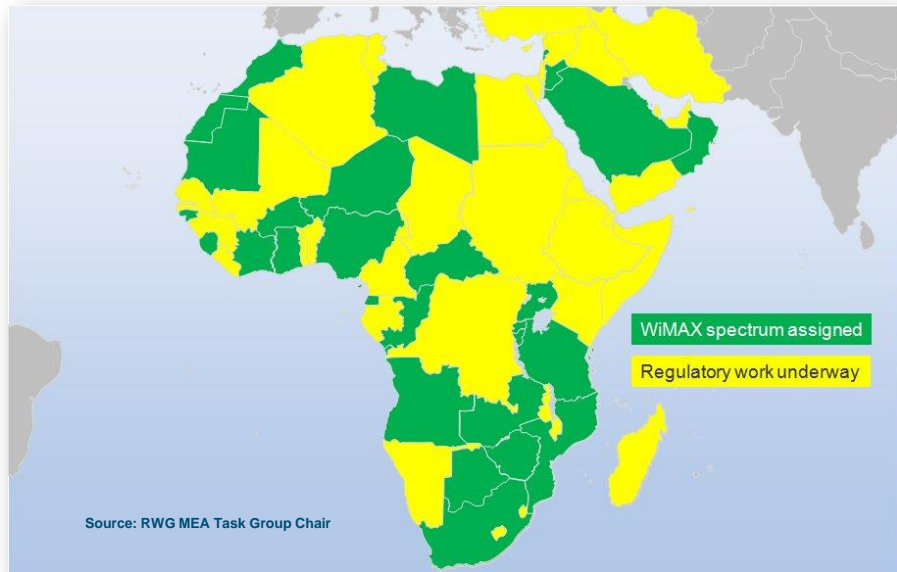 WiMAX spectrum assigned
Regulatory work underway
Source: RWG MEA Task Group Chair